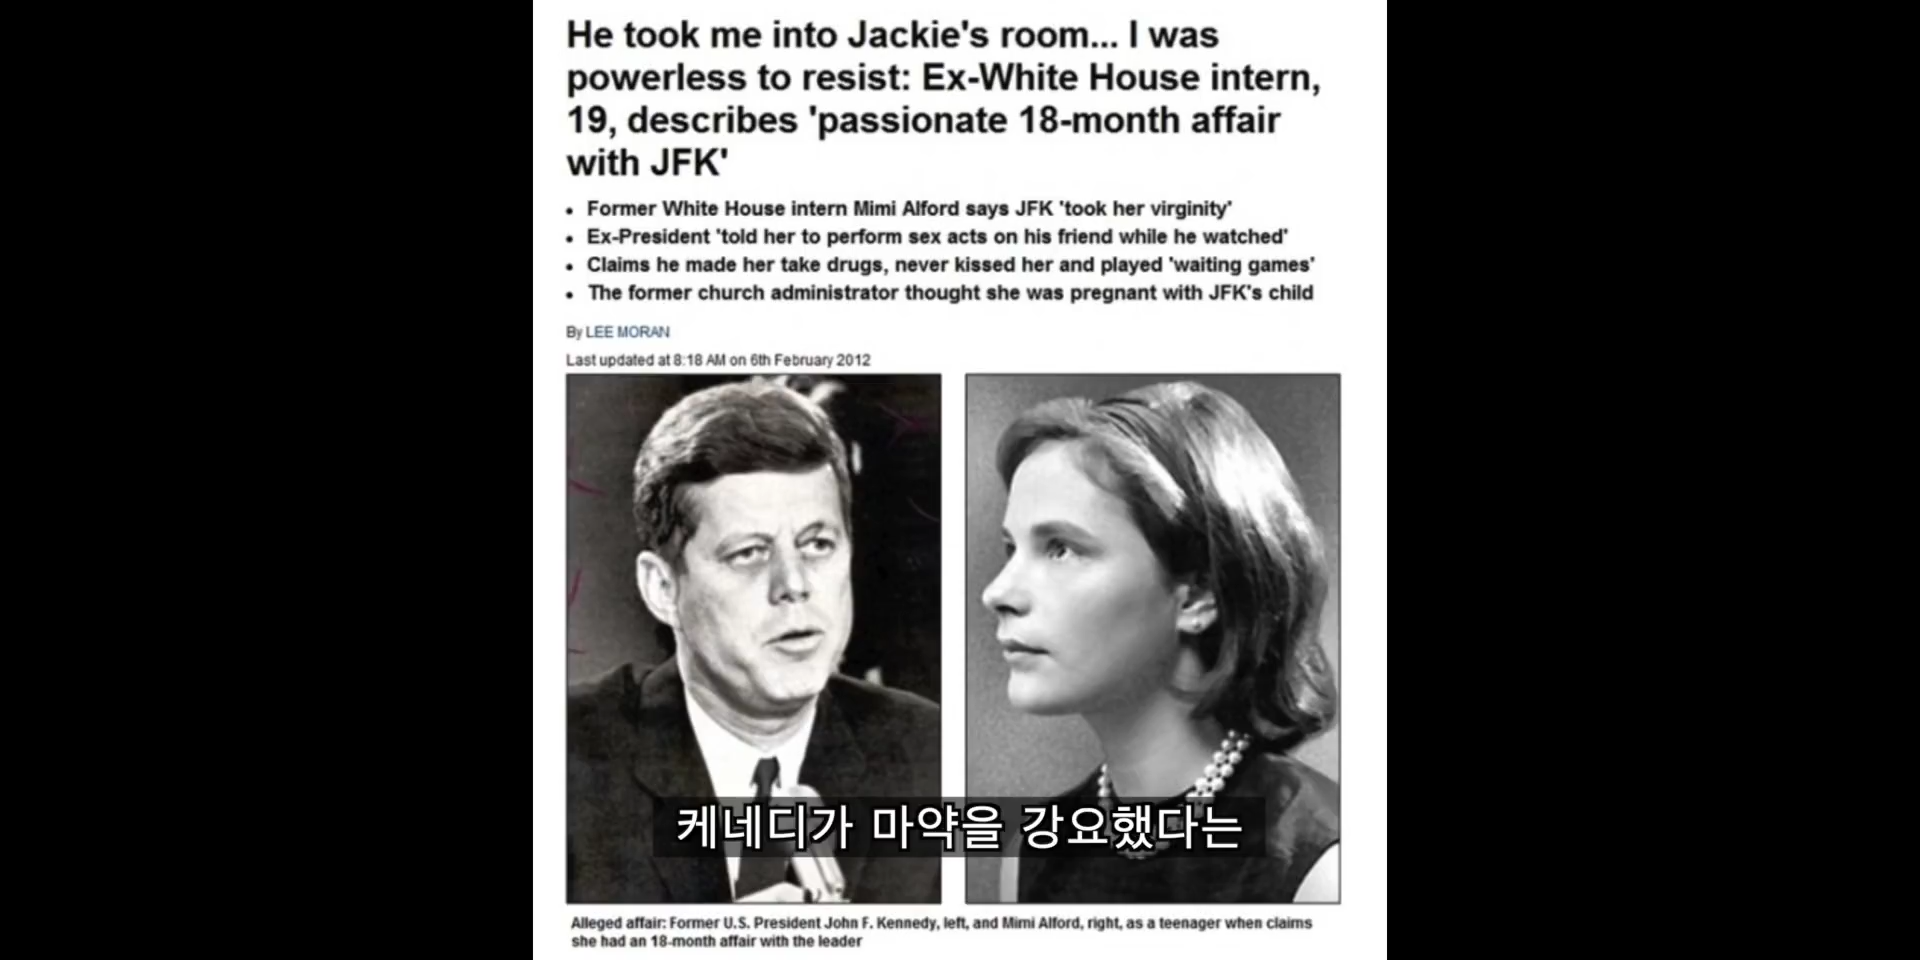 He took me into Jackie's room... I was
powerless to resist: Ex-White House intern,
19, describes 'passionate 18-month affair
with JFK'
• Former White House intern Mimi Alford says JFK 'took her virginity'
• Ex-President 'told her to perform sex acts on his friend while he watched'
• Claims he made her take drugs, never kissed her and played 'waiting games'
• The former church administrator thought she was pregnant with JFK's child
By LEE MORAN
Last updated at 8:18 AM on 6th February 2012
케네디가 마약을 강요했다는
Alleged affair: Former U.S. President John F. Kennedy, left, and Mimi Alford, right, as a teenager when claims
she had an 18-month affair with the leader